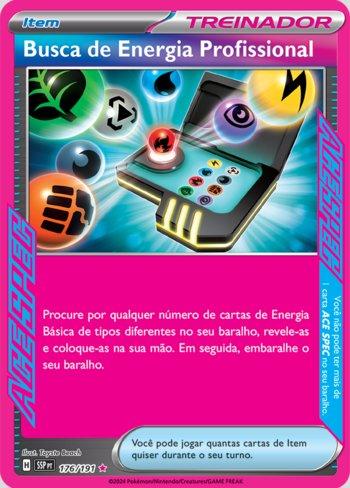 Item
TREINADOR
Busca de Energia Profissional
ACE SPEC
ACE SPEC
Você não pode ter mais de
1 carta ACE SPEC no seu baralho.
Procure por qualquer número de cartas de Energia
Básica de tipos diferentes no seu baralho, revele-as
e coloque-as na sua mão. Em seguida, embaralhe o
seu baralho.
Illust. Toyste Beach
H SSP PT 176/191
Você pode jogar quantas cartas de Item
quiser durante o seu turno.
©2024 Pokémon/Nintendo/Creatures/GAME FREAK